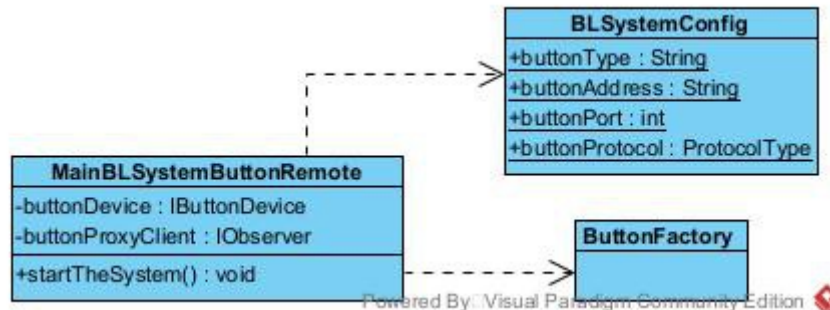 BLSystemConfig
+buttonType : String
+buttonAddress : String
+buttonPort : int
+buttonProtocol : ProtocolType
MainBLSystemButtonRemote
-buttonDevice : IButtonDevice
-buttonProxyClient : IObserver
+startTheSystem() : void
ButtonFactory
Powered By Visual Paradigm Community Edition